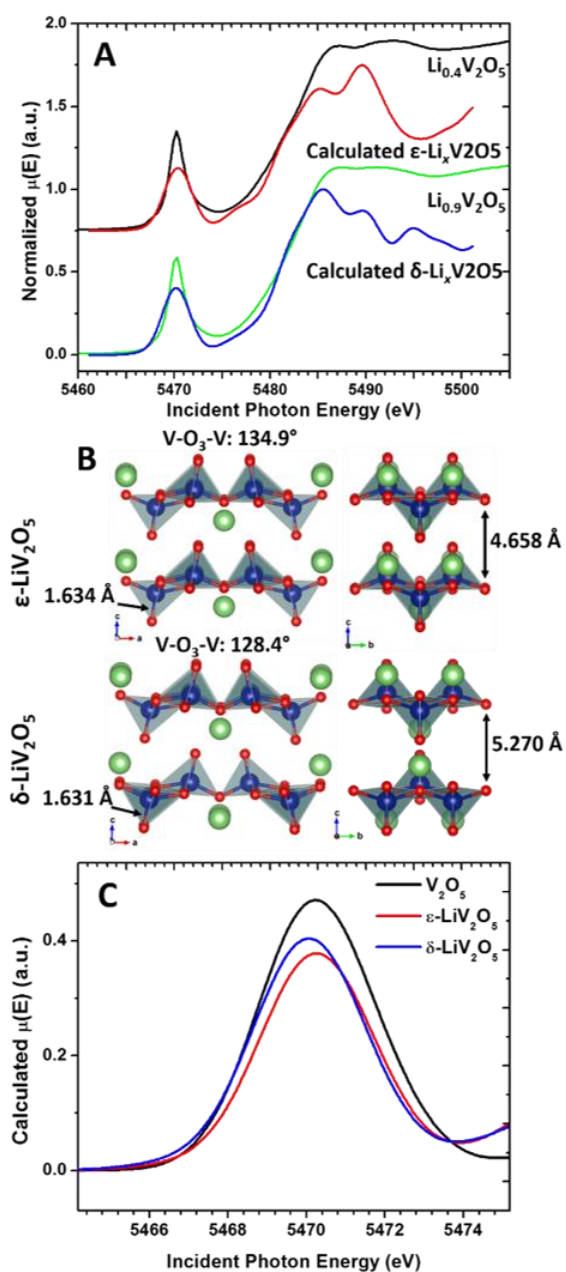 A
Normalized μ(E) (a.u.)
2.0
1.5
1.0
0.5
0.0
Li₀.₄V₂O₅
Calculated ε-LiₓV2O5
Li₀.₉V₂O₅
Calculated δ-LiₓV2O5
5460 5470 5480 5490 5500
Incident Photon Energy (eV)
B
V-O₃-V: 134.9°
ε-LiV₂O₅
1.634 Å
4.658 Å
c a
c b
V-O₃-V: 128.4°
δ-LiV₂O₅
1.631 Å
5.270 Å
c a
c b
C
Calculated μ(E) (a.u.)
0.4
0.2
0.0
V₂O₅
ε-LiV₂O₅
δ-LiV₂O₅
5466 5468 5470 5472 5474
Incident Photon Energy (eV)